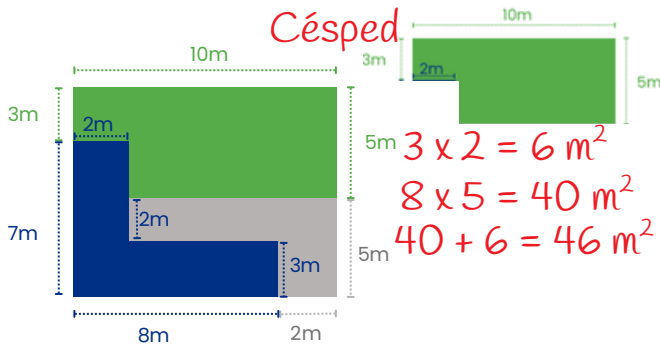 Césped
10m
10m
3m
2m
5m
3m
2m
5m
3 x 2 = 6 m²
8 x 5 = 40 m²
40 + 6 = 46 m²
7m
2m
3m
5m
8m
2m